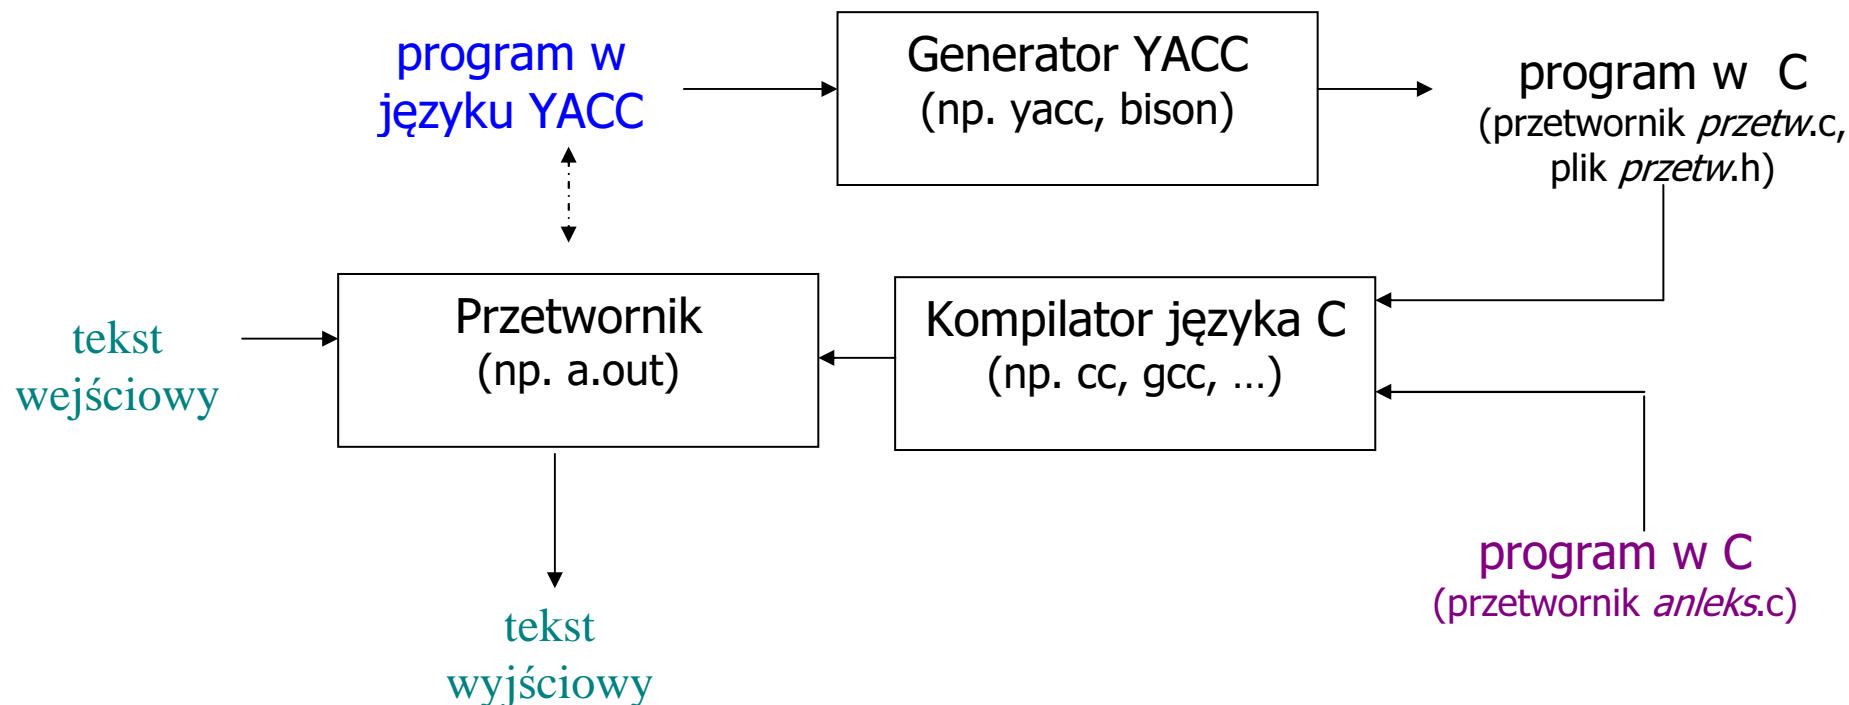 program w
języku YACC
Generator YACC
(np. yacc, bison)
program w C
(przetwornik przetw.c,
plik przetw.h)
tekst
wejściowy
Przetwornik
(np. a.out)
Kompilator języka C
(np. cc, gcc, …)
program w C
(przetwornik anleks.c)
tekst
wyjściowy